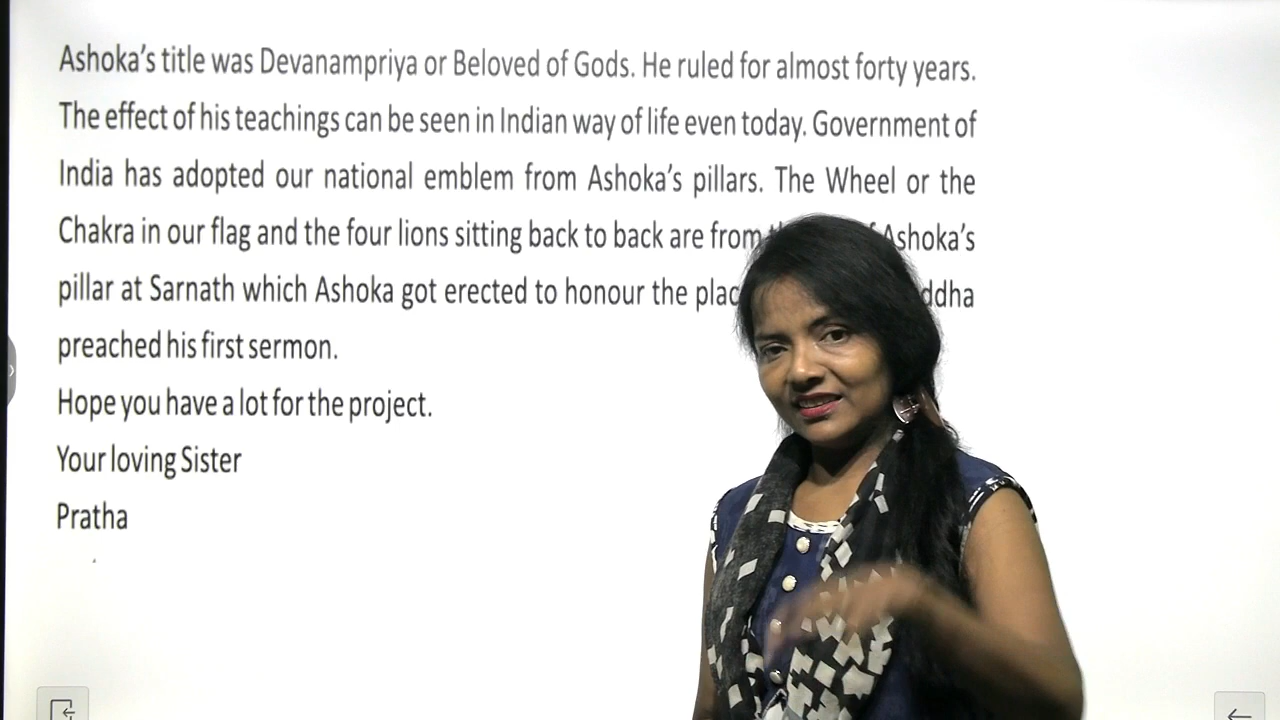 Ashoka's title was Devanampriya or Beloved of Gods. He ruled for almost forty years.
The effect of his teachings can be seen in Indian way of life even today. Government of
India has adopted our national emblem from Ashoka's pillars. The Wheel or the
Chakra in our flag and the four lions sitting back to back are from Ashoka's
pillar at Sarnath which Ashoka got erected to honour the
preached his first sermon.
Hope you have a lot for the project.
Your loving Sister
Pratha